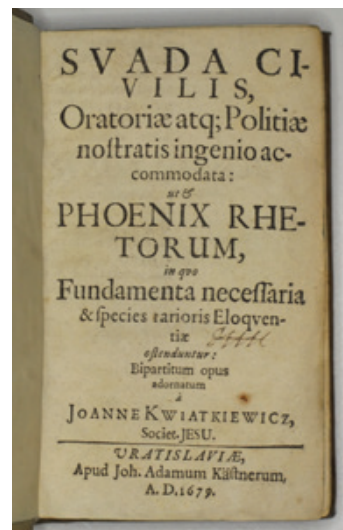 SVADA CI-
VILIS,
Oratoriæ atq; Politiæ
noſtratis ingenio ac-
commodata:
ut &
PHOENIX RHE-
TORUM,
in qvo
Fundamenta neceſſaria
& ſpecies rarioris Eloqven-
tiæ
oſtenduntur:
Bipartitum opus
adornatum
à
JOANNE KWIATKIEWICZ,
Societ. JESU.
VRATISLAVIÆ,
Apud Joh. Adamum Käſtnerum,
A. D. 1679.